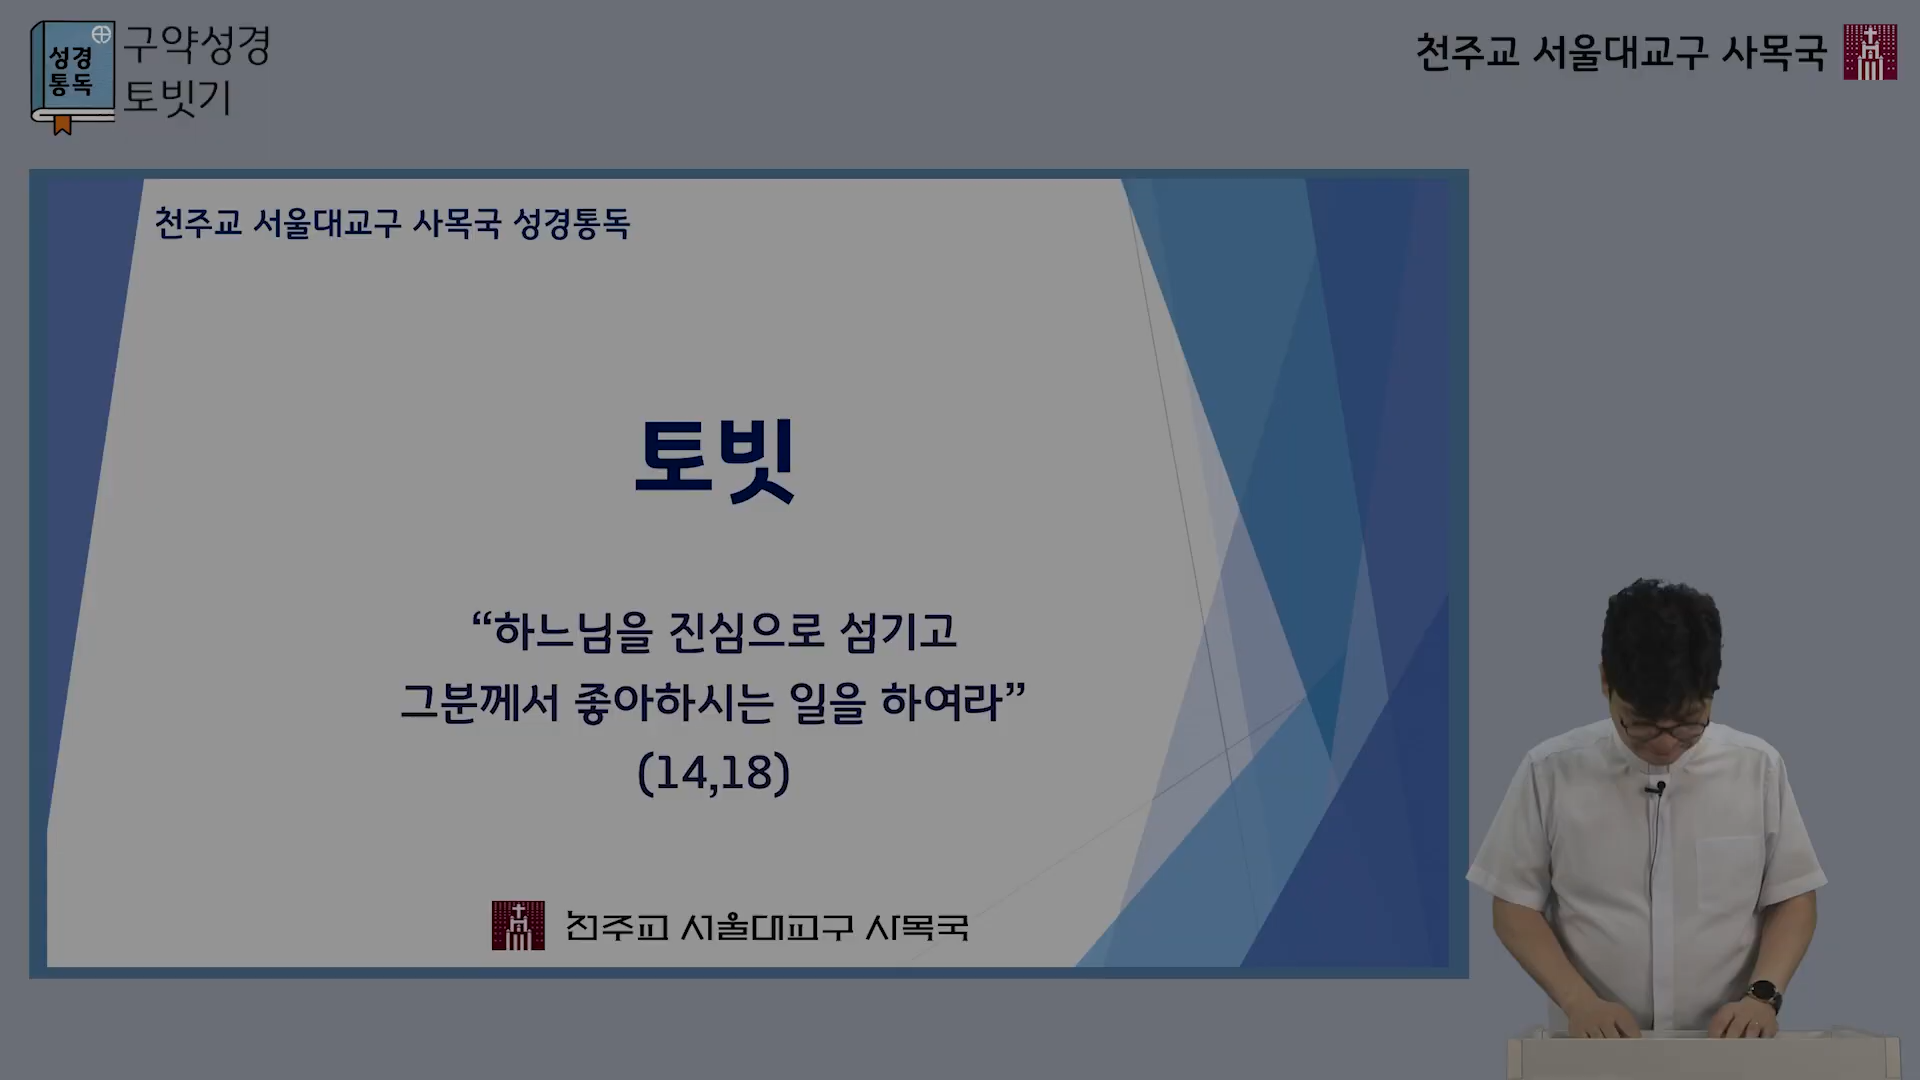 성경
통독
구약성경
토빗기
천주교 서울대교구 사목국
천주교 서울대교구 사목국 성경통독
토빗
“하느님을 진심으로 섬기고
그분께서 좋아하시는 일을 하여라”
(14,18)
천주교 서울대교구 사목국